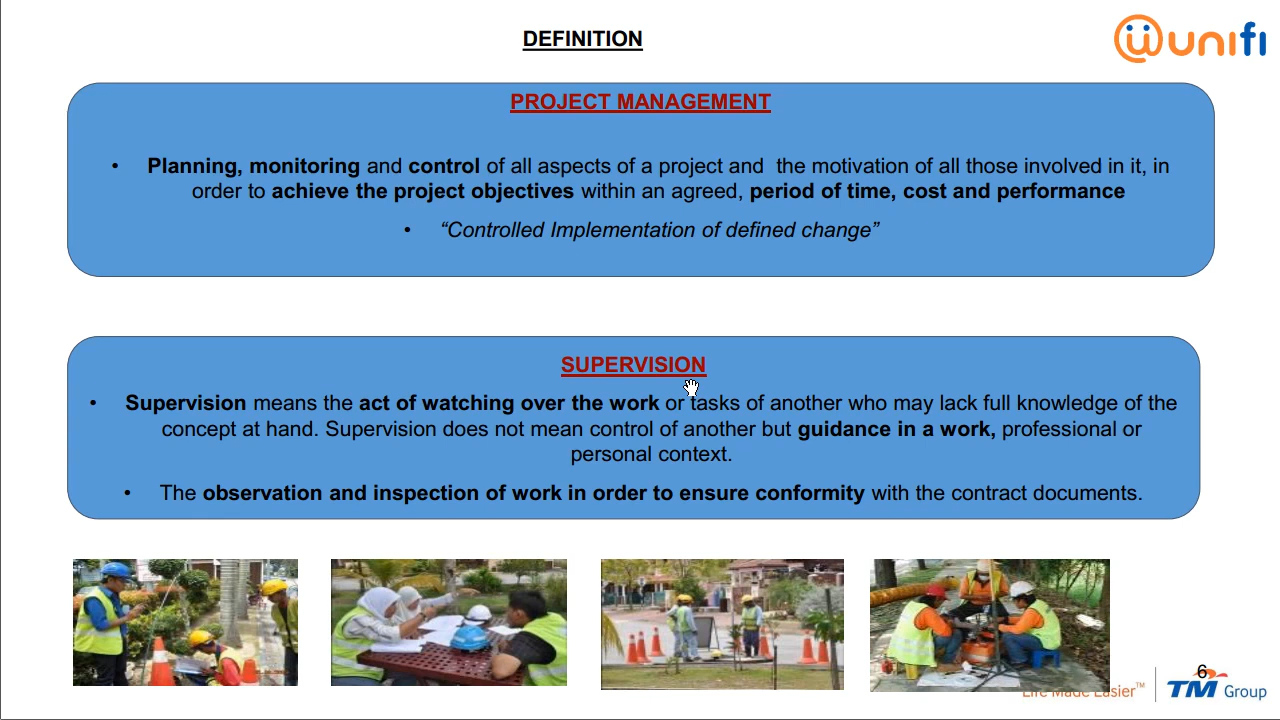 DEFINITION
unifi
PROJECT MANAGEMENT
• Planning, monitoring and control of all aspects of a project and the motivation of all those involved in it, in
order to achieve the project objectives within an agreed, period of time, cost and performance
• “Controlled Implementation of defined change”
SUPERVISION
• Supervision means the act of watching over the work or tasks of another who may lack full knowledge of the
concept at hand. Supervision does not mean control of another but guidance in a work, professional or
personal context.
• The observation and inspection of work in order to ensure conformity with the contract documents.
6
Life Made Easier™
TM Group